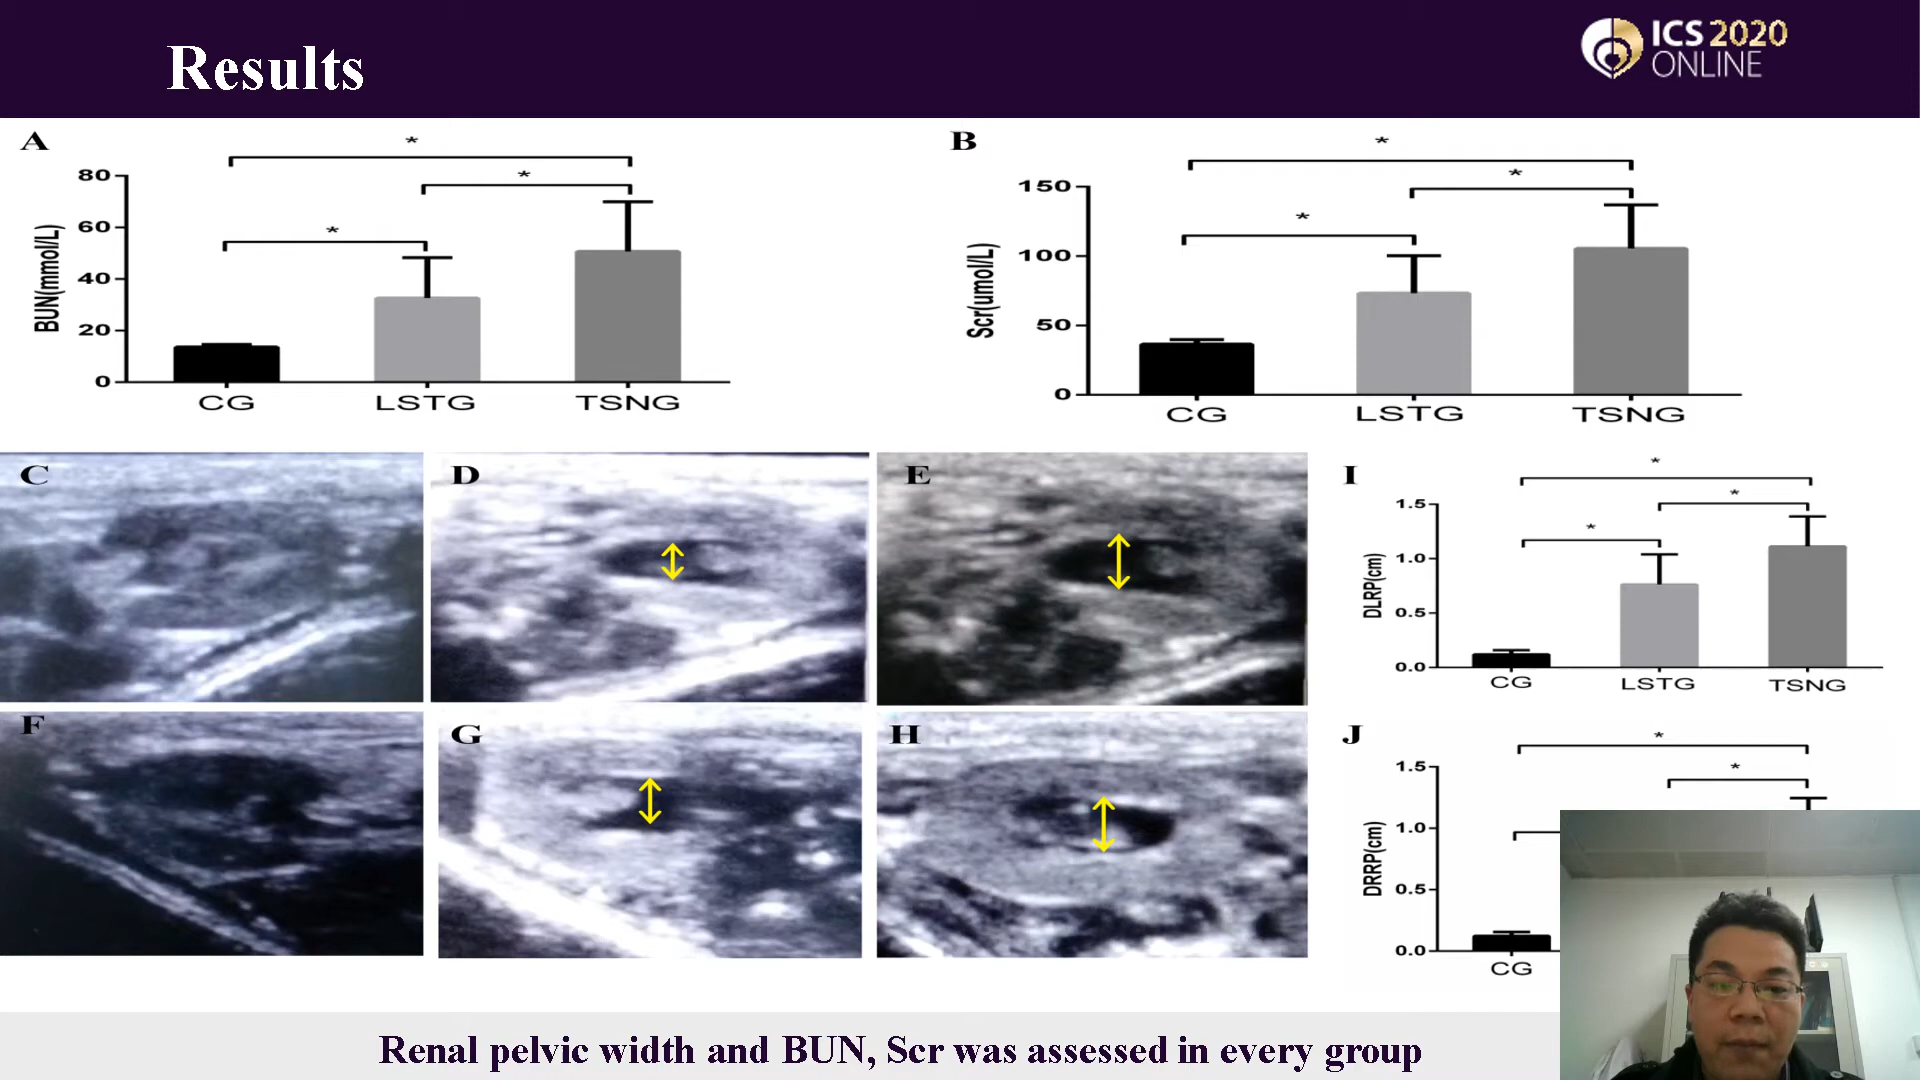 Results
ICS 2020
ONLINE
A
*
*
*
80
60
40
20
0
BUN(mmol/L)
CG LSTG TSNG
B
*
*
*
150
100
50
0
Scr(umol/L)
CG LSTG TSNG
C
D
E
F
G
H
I
*
*
*
1.5
1.0
0.5
0.0
DLRP(cm)
CG LSTG TSNG
J
*
*
1.5
1.0
0.5
0.0
DRRP(cm)
CG
Renal pelvic width and BUN, Scr was assessed in every group